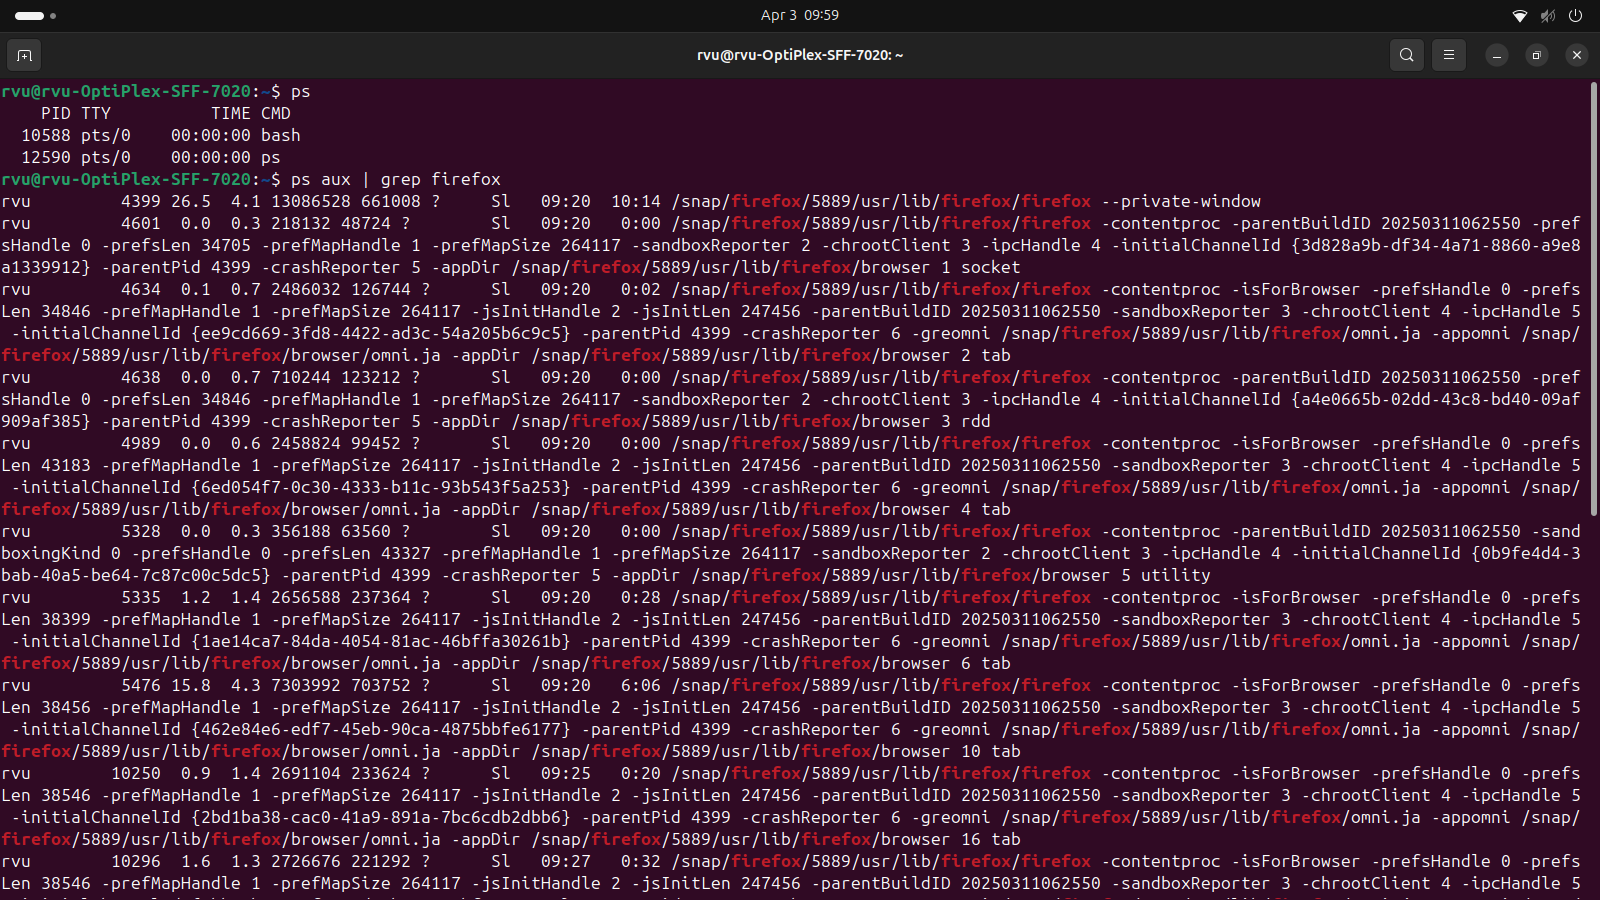 Apr 3 09:59
rvu@rvu-OptiPlex-SFF-7020: ~
rvu@rvu-OptiPlex-SFF-7020:~$ ps
    PID TTY          TIME CMD
  10588 pts/0    00:00:00 bash
  12590 pts/0    00:00:00 ps
rvu@rvu-OptiPlex-SFF-7020:~$ ps aux | grep firefox
rvu         4399 26.5  4.1 13086528 661008 ?     Sl   09:20  10:14 /snap/firefox/5889/usr/lib/firefox/firefox --private-window
rvu         4601  0.0  0.3 218132 48724 ?        Sl   09:20   0:00 /snap/firefox/5889/usr/lib/firefox/firefox -contentproc -parentBuildID 20250311062550 -pref
sHandle 0 -prefsLen 34705 -prefMapHandle 1 -prefMapSize 264117 -sandboxReporter 2 -chrootClient 3 -ipcHandle 4 -initialChannelId {3d828a9b-df34-4a71-8860-a9e8
a1339912} -parentPid 4399 -crashReporter 5 -appDir /snap/firefox/5889/usr/lib/firefox/browser 1 socket
rvu         4634  0.1  0.7 2486032 126744 ?      Sl   09:20   0:02 /snap/firefox/5889/usr/lib/firefox/firefox -contentproc -isForBrowser -prefsHandle 0 -prefs
Len 34846 -prefMapHandle 1 -prefMapSize 264117 -jsInitHandle 2 -jsInitLen 247456 -parentBuildID 20250311062550 -sandboxReporter 3 -chrootClient 4 -ipcHandle 5
 -initialChannelId {ee9cd669-3fd8-4422-ad3c-54a205b6c9c5} -parentPid 4399 -crashReporter 6 -greomni /snap/firefox/5889/usr/lib/firefox/omni.ja -appomni /snap/
firefox/5889/usr/lib/firefox/browser/omni.ja -appDir /snap/firefox/5889/usr/lib/firefox/browser 2 tab
rvu         4638  0.0  0.7 710244 123212 ?       Sl   09:20   0:00 /snap/firefox/5889/usr/lib/firefox/firefox -contentproc -parentBuildID 20250311062550 -pref
sHandle 0 -prefsLen 34846 -prefMapHandle 1 -prefMapSize 264117 -sandboxReporter 2 -chrootClient 3 -ipcHandle 4 -initialChannelId {a4e0665b-02dd-43c8-bd40-09af
909af385} -parentPid 4399 -crashReporter 5 -appDir /snap/firefox/5889/usr/lib/firefox/browser 3 rdd
rvu         4989  0.0  0.6 2458824 99452 ?       Sl   09:20   0:00 /snap/firefox/5889/usr/lib/firefox/firefox -contentproc -isForBrowser -prefsHandle 0 -prefs
Len 43183 -prefMapHandle 1 -prefMapSize 264117 -jsInitHandle 2 -jsInitLen 247456 -parentBuildID 20250311062550 -sandboxReporter 3 -chrootClient 4 -ipcHandle 5
 -initialChannelId {6ed054f7-0c30-4333-b11c-93b543f5a253} -parentPid 4399 -crashReporter 6 -greomni /snap/firefox/5889/usr/lib/firefox/omni.ja -appomni /snap/
firefox/5889/usr/lib/firefox/browser/omni.ja -appDir /snap/firefox/5889/usr/lib/firefox/browser 4 tab
rvu         5328  0.0  0.3 356188 63560 ?        Sl   09:20   0:00 /snap/firefox/5889/usr/lib/firefox/firefox -contentproc -parentBuildID 20250311062550 -sand
boxingKind 0 -prefsHandle 0 -prefsLen 43327 -prefMapHandle 1 -prefMapSize 264117 -sandboxReporter 2 -chrootClient 3 -ipcHandle 4 -initialChannelId {0b9fe4d4-3
bab-40a5-be64-7c87c00c5dc5} -parentPid 4399 -crashReporter 5 -appDir /snap/firefox/5889/usr/lib/firefox/browser 5 utility
rvu         5335  1.2  1.4 2656588 237364 ?      Sl   09:20   0:28 /snap/firefox/5889/usr/lib/firefox/firefox -contentproc -isForBrowser -prefsHandle 0 -prefs
Len 38399 -prefMapHandle 1 -prefMapSize 264117 -jsInitHandle 2 -jsInitLen 247456 -parentBuildID 20250311062550 -sandboxReporter 3 -chrootClient 4 -ipcHandle 5
 -initialChannelId {1ae14ca7-84da-4054-81ac-46bffa30261b} -parentPid 4399 -crashReporter 6 -greomni /snap/firefox/5889/usr/lib/firefox/omni.ja -appomni /snap/
firefox/5889/usr/lib/firefox/browser/omni.ja -appDir /snap/firefox/5889/usr/lib/firefox/browser 6 tab
rvu         5476 15.8  4.3 7303992 703752 ?      Sl   09:20   6:06 /snap/firefox/5889/usr/lib/firefox/firefox -contentproc -isForBrowser -prefsHandle 0 -prefs
Len 38456 -prefMapHandle 1 -prefMapSize 264117 -jsInitHandle 2 -jsInitLen 247456 -parentBuildID 20250311062550 -sandboxReporter 3 -chrootClient 4 -ipcHandle 5
 -initialChannelId {462e84e6-edf7-45eb-90ca-4875bbfe6177} -parentPid 4399 -crashReporter 6 -greomni /snap/firefox/5889/usr/lib/firefox/omni.ja -appomni /snap/
firefox/5889/usr/lib/firefox/browser/omni.ja -appDir /snap/firefox/5889/usr/lib/firefox/browser 10 tab
rvu        10250  0.9  1.4 2691104 233624 ?      Sl   09:25   0:20 /snap/firefox/5889/usr/lib/firefox/firefox -contentproc -isForBrowser -prefsHandle 0 -prefs
Len 38546 -prefMapHandle 1 -prefMapSize 264117 -jsInitHandle 2 -jsInitLen 247456 -parentBuildID 20250311062550 -sandboxReporter 3 -chrootClient 4 -ipcHandle 5
 -initialChannelId {2bd1ba38-cac0-41a9-891a-7bc6cdb2dbb6} -parentPid 4399 -crashReporter 6 -greomni /snap/firefox/5889/usr/lib/firefox/omni.ja -appomni /snap/
firefox/5889/usr/lib/firefox/browser/omni.ja -appDir /snap/firefox/5889/usr/lib/firefox/browser 16 tab
rvu        10296  1.6  1.3 2726676 221292 ?      Sl   09:27   0:32 /snap/firefox/5889/usr/lib/firefox/firefox -contentproc -isForBrowser -prefsHandle 0 -prefs
Len 38546 -prefMapHandle 1 -prefMapSize 264117 -jsInitHandle 2 -jsInitLen 247456 -parentBuildID 20250311062550 -sandboxReporter 3 -chrootClient 4 -ipcHandle 5